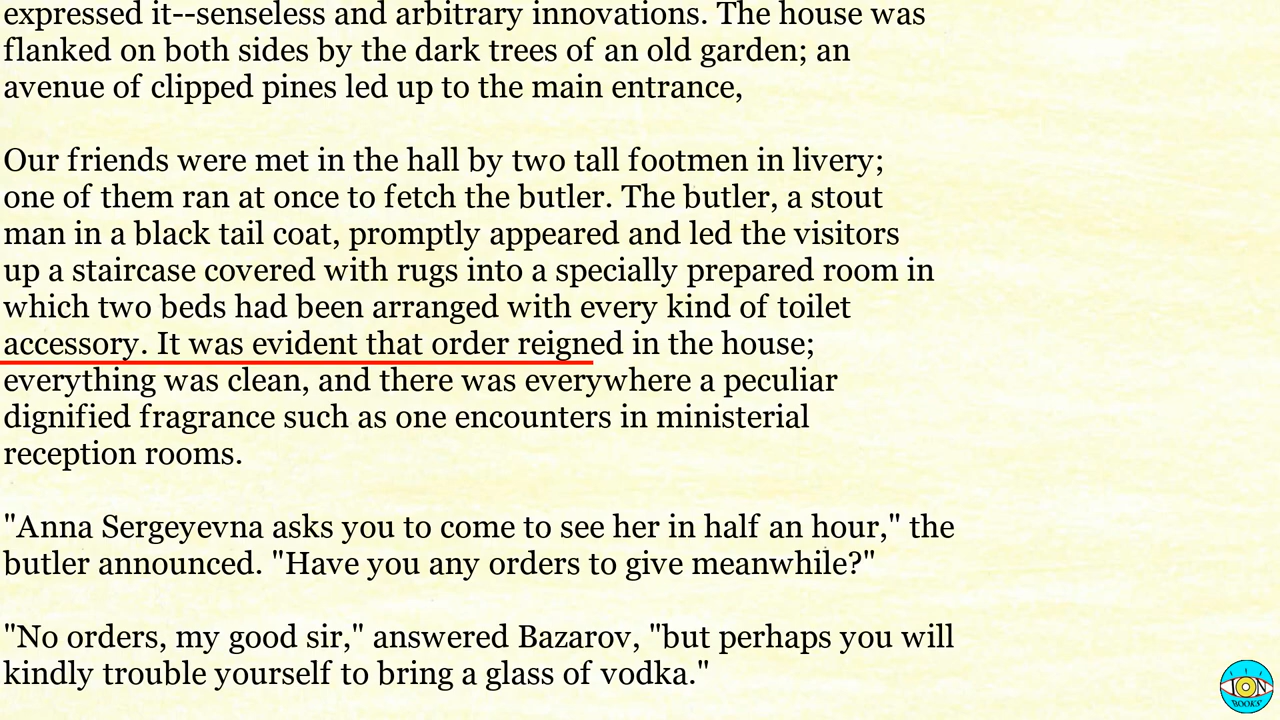 expressed it--senseless and arbitrary innovations. The house was
flanked on both sides by the dark trees of an old garden; an
avenue of clipped pines led up to the main entrance,
Our friends were met in the hall by two tall footmen in livery;
one of them ran at once to fetch the butler. The butler, a stout
man in a black tail coat, promptly appeared and led the visitors
up a staircase covered with rugs into a specially prepared room in
which two beds had been arranged with every kind of toilet
accessory. It was evident that order reigned in the house;
everything was clean, and there was everywhere a peculiar
dignified fragrance such as one encounters in ministerial
reception rooms.
"Anna Sergeyevna asks you to come to see her in half an hour," the
butler announced. "Have you any orders to give meanwhile?"
"No orders, my good sir," answered Bazarov, "but perhaps you will
kindly trouble yourself to bring a glass of vodka."
ION
BOOKS